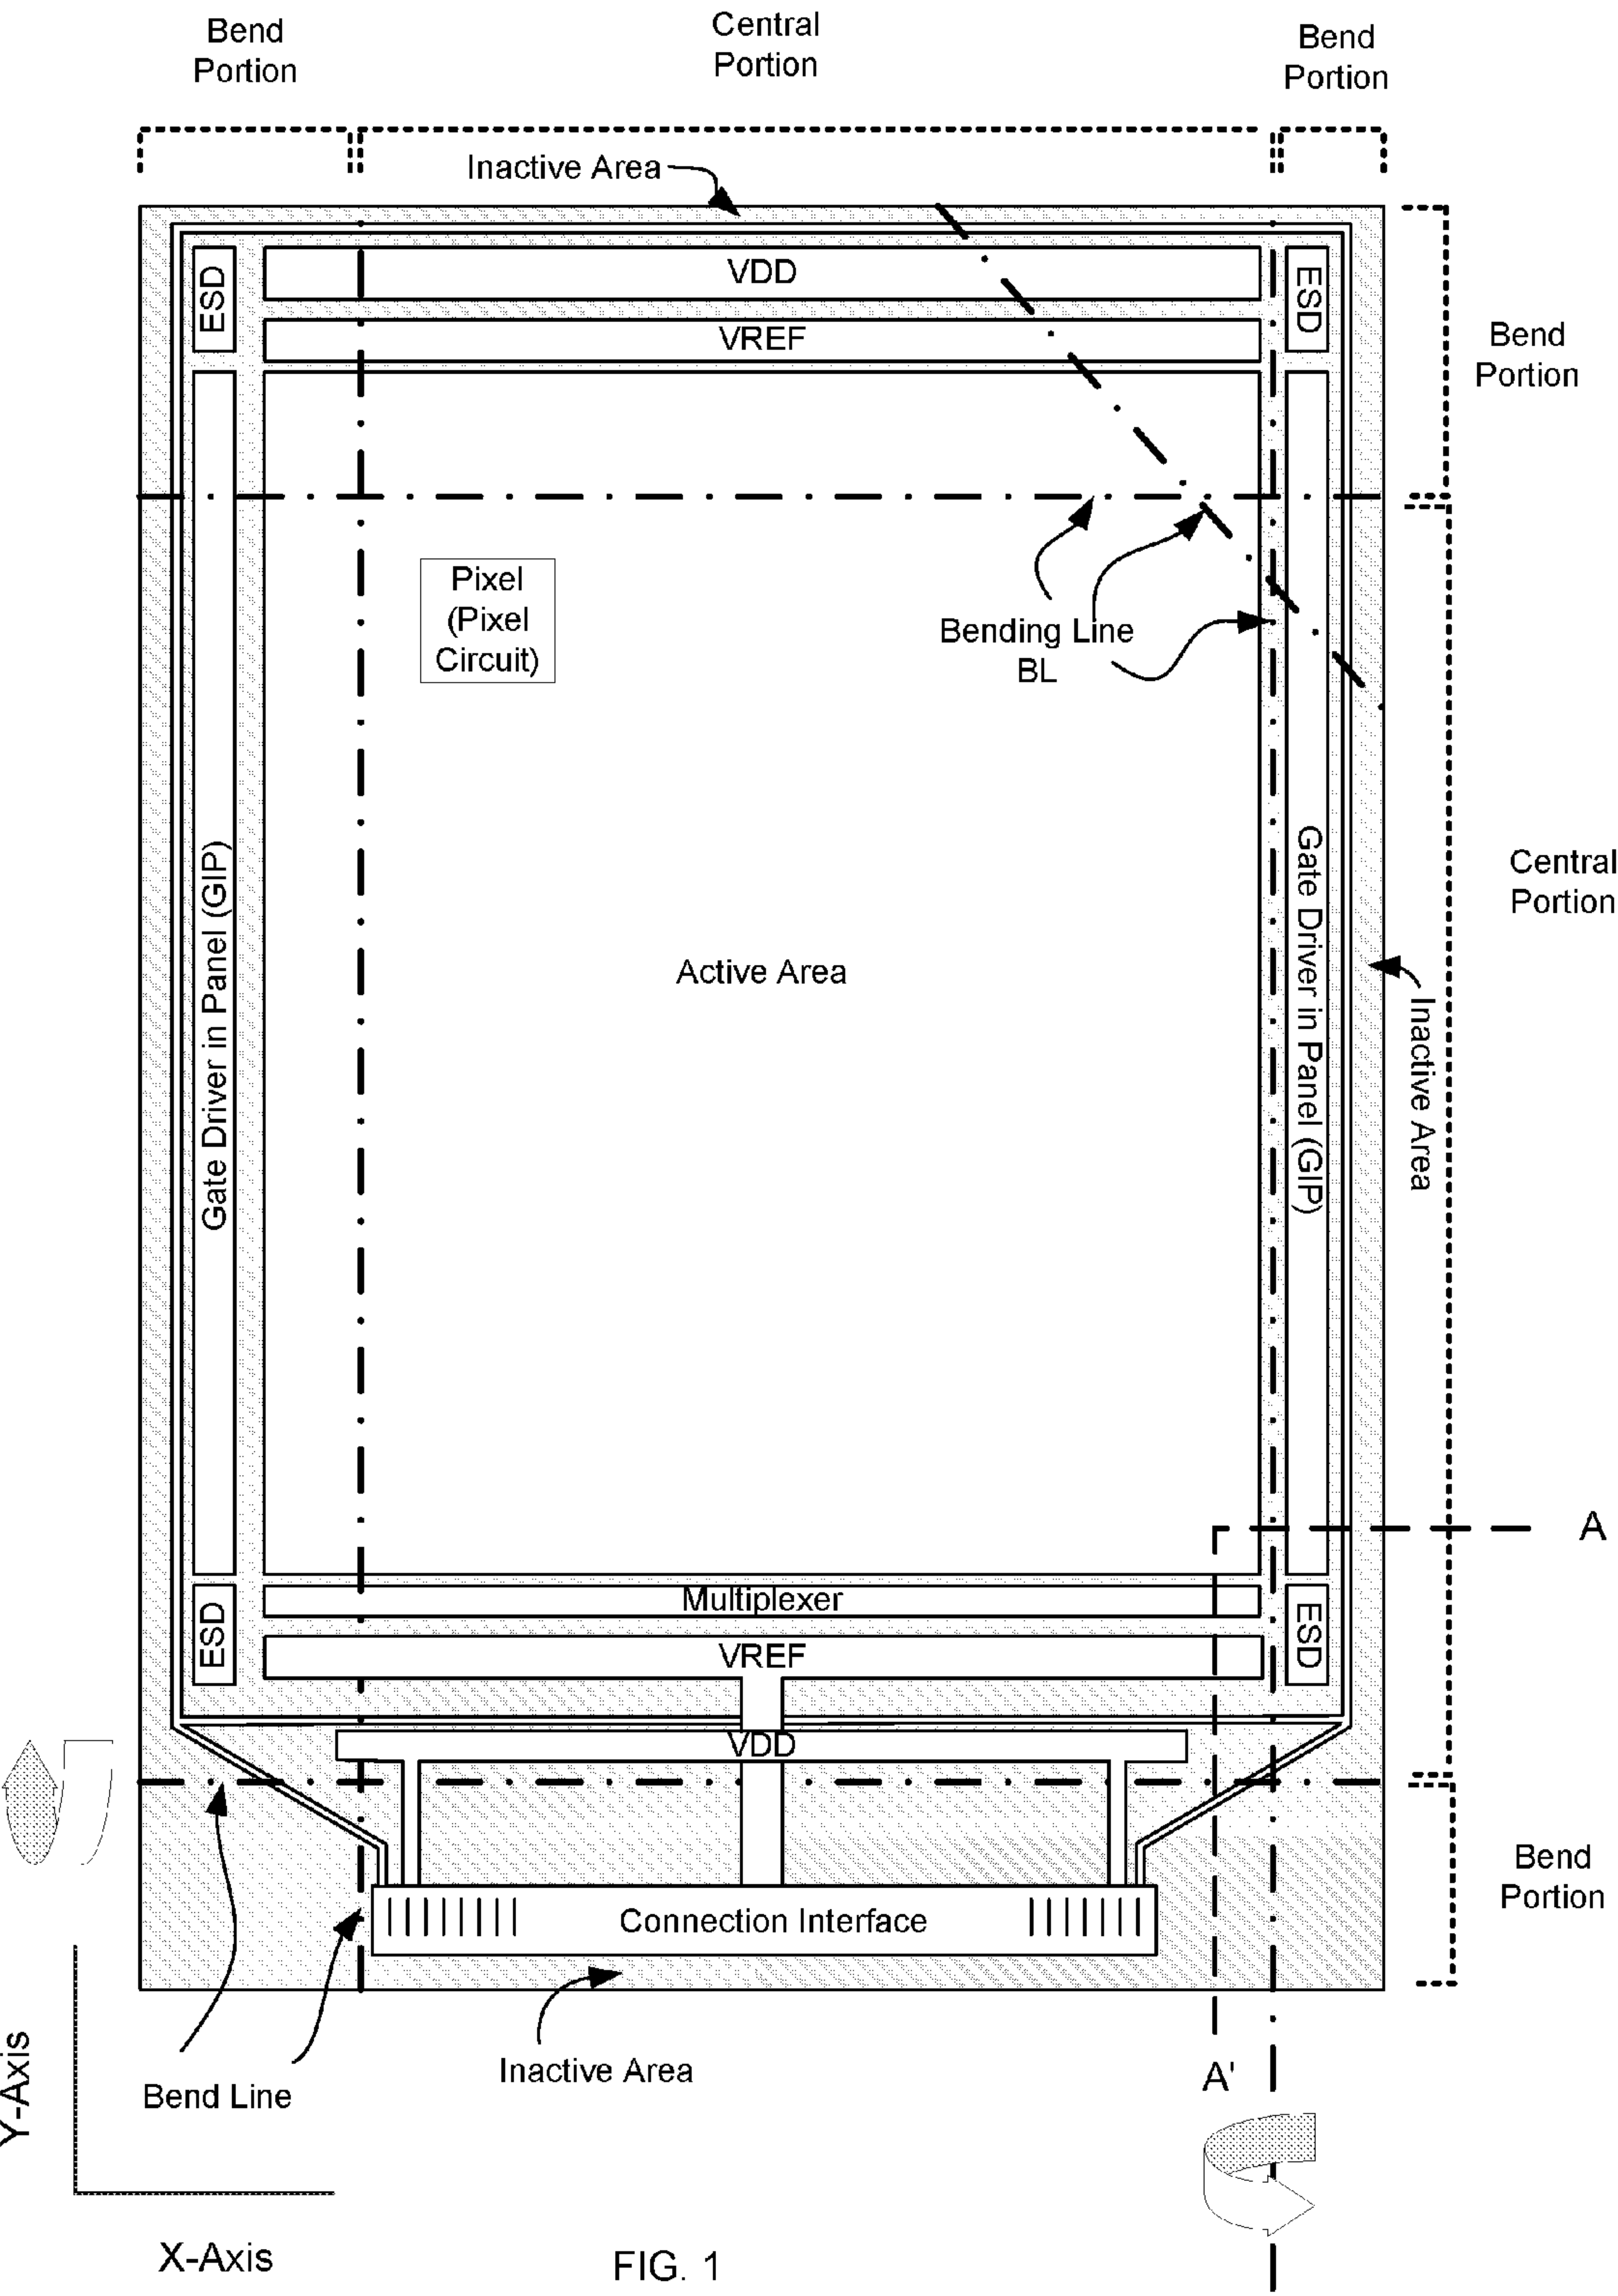 Bend
Portion
Central
Portion
Bend
Portion
Inactive Area
ESD
VDD
ESD
VREF
Bend
Portion
Pixel
(Pixel
Circuit)
Bending Line
BL
Gate Driver in Panel (GIP)
Active Area
Gate Driver in Panel (GIP)
Central
Portion
Inactive Area
A
Multiplexer
ESD
VREF
ESD
VDD
Connection Interface
Bend
Portion
Bend Line
Inactive Area
A'
Y-Axis
X-Axis
FIG. 1